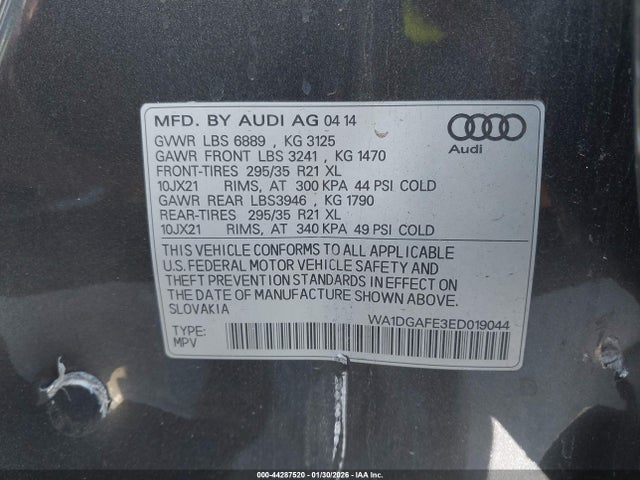 MFD. BY AUDI AG 04 14
GVWR LBS 6889 , KG 3125
GAWR FRONT LBS 3241 , KG 1470
FRONT-TIRES 295/35 R21 XL
10JX21 RIMS, AT 300 KPA 44 PSI COLD
GAWR REAR LBS3946 , KG 1790
REAR-TIRES 295/35 R21 XL
10JX21 RIMS, AT 340 KPA 49 PSI COLD
Audi
THIS VEHICLE CONFORMS TO ALL APPLICABLE
U.S. FEDERAL MOTOR VEHICLE SAFETY AND
THEFT PREVENTION STANDARDS IN EFFECT ON
THE DATE OF MANUFACTURE SHOWN ABOVE.
SLOVAKIA
WA1DGAFE3ED019044
TYPE:
MPV
000-44287520 | 01/30/2026 | IAA Inc.